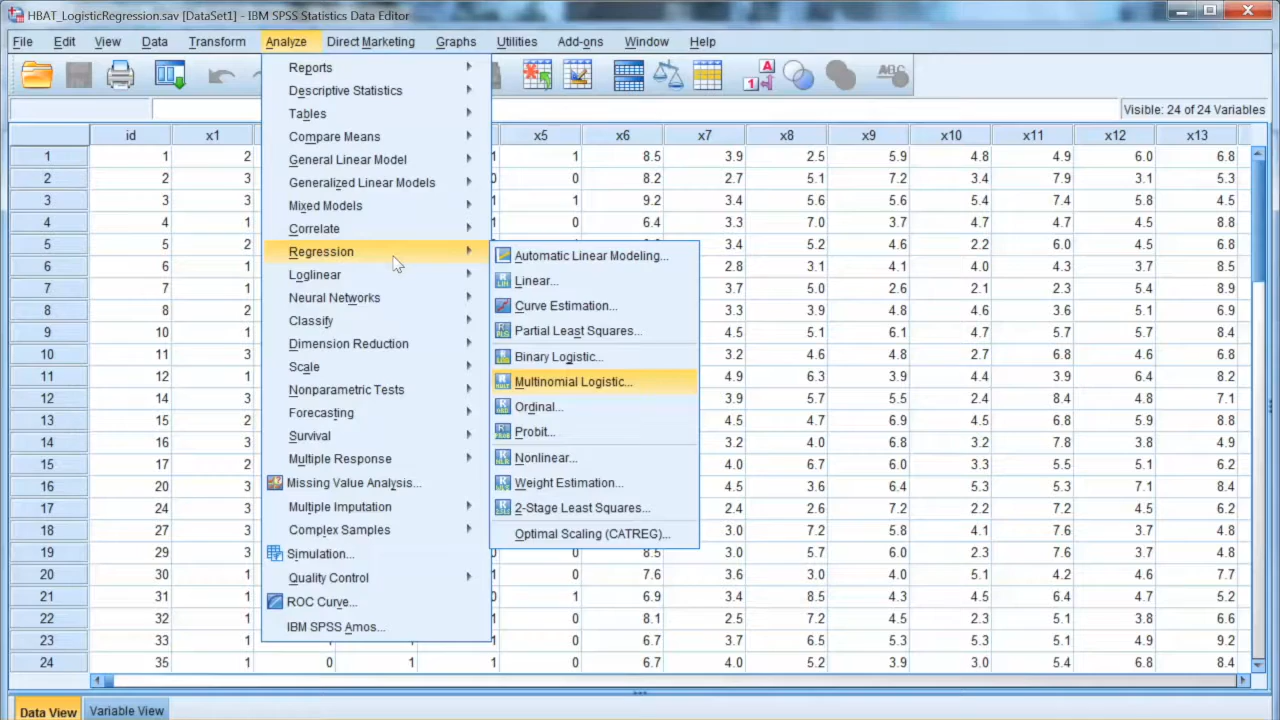 HBAT_LogisticRegression.sav [DataSet1] - IBM SPSS Statistics Data Editor
File Edit View Data Transform Analyze Direct Marketing Graphs Utilities Add-ons Window Help
Visible: 24 of 24 Variables
id x1 x5 x6 x7 x8 x9 x10 x11 x12 x13
1 1 2 1 1 8.5 3.9 2.5 5.9 4.8 4.9 6.0 6.8
2 2 3 0 0 8.2 2.7 5.1 7.2 3.4 7.9 3.1 5.3
3 3 3 1 1 9.2 3.4 5.6 5.6 5.4 7.4 5.8 4.5
4 4 1 1 0 6.4 3.3 7.0 3.7 4.7 4.7 4.5 8.8
5 5 2 3.4 5.2 4.6 2.2 6.0 4.5 6.8
6 6 1 2.8 3.1 4.1 4.0 4.3 3.7 8.5
7 7 1 3.7 5.0 2.6 2.1 2.3 5.4 8.9
8 8 2 3.3 3.9 4.8 4.6 3.6 5.1 6.9
9 10 1 4.5 5.1 6.1 4.7 5.7 5.7 8.4
10 11 3 3.2 4.6 4.8 2.7 6.8 4.6 6.8
11 12 1 4.9 6.3 3.9 4.4 3.9 6.4 8.2
12 14 3 3.9 5.7 5.5 2.4 8.4 4.8 7.1
13 15 2 4.5 4.7 6.9 4.5 6.8 5.9 8.8
14 16 3 3.2 4.0 6.8 3.2 7.8 3.8 4.9
15 17 2 4.0 6.7 6.0 3.3 5.5 5.1 6.2
16 20 3 3.5 3.6 6.4 5.3 5.3 7.1 8.4
17 24 3 2.4 2.6 7.2 2.2 7.2 4.5 6.2
18 27 3 3.0 7.2 5.8 4.1 7.6 3.7 4.8
19 29 3 0 0 8.5 3.0 5.7 6.0 2.3 7.6 3.7 4.8
20 30 1 1 0 7.6 3.6 3.0 4.0 5.1 4.2 4.6 7.7
21 31 1 0 1 6.9 3.4 8.5 4.3 4.5 6.4 4.7 5.2
22 32 1 1 0 8.1 2.5 7.2 4.5 2.3 5.1 3.8 6.6
23 33 1 1 1 1 0 6.7 3.7 6.5 5.3 5.3 5.1 4.9 9.2
24 35 1 0 1 1 0 6.7 4.0 5.2 3.9 3.0 5.4 6.8 8.4
Reports
Descriptive Statistics
Tables
Compare Means
General Linear Model
Generalized Linear Models
Mixed Models
Correlate
Regression
Loglinear
Neural Networks
Classify
Dimension Reduction
Scale
Nonparametric Tests
Forecasting
Survival
Multiple Response
Missing Value Analysis...
Multiple Imputation
Complex Samples
Simulation...
Quality Control
ROC Curve...
IBM SPSS Amos...
Automatic Linear Modeling...
Linear...
Curve Estimation...
Partial Least Squares...
Binary Logistic...
Multinomial Logistic...
Ordinal...
Probit...
Nonlinear...
Weight Estimation...
2-Stage Least Squares...
Optimal Scaling (CATREG)...
Data View Variable View